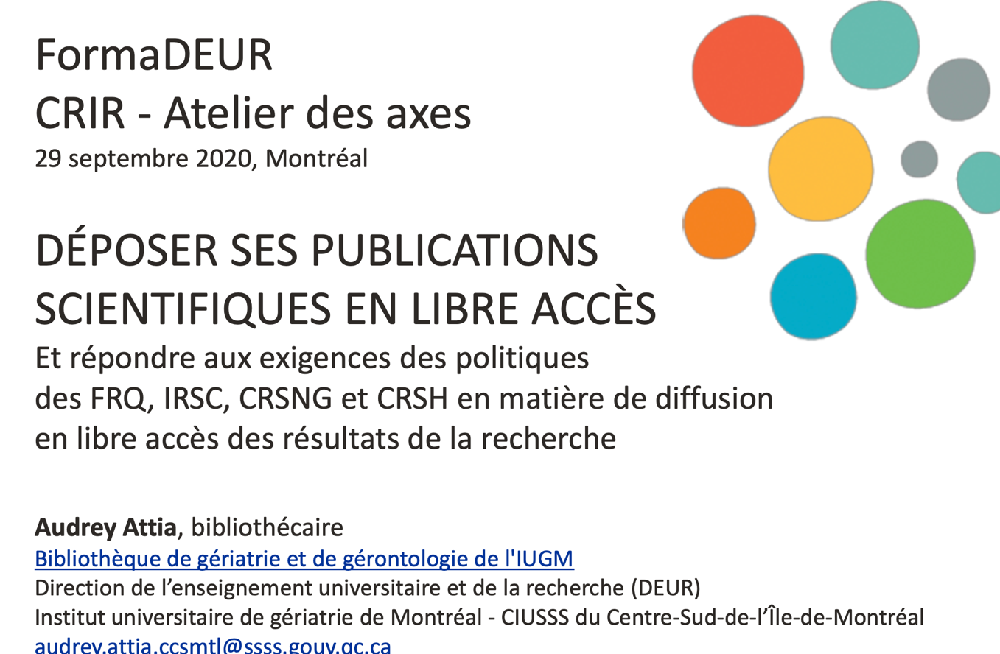 FormaDEUR
CRIR - Atelier des axes
29 septembre 2020, Montréal
DÉPOSER SES PUBLICATIONS
SCIENTIFIQUES EN LIBRE ACCÈS
Et répondre aux exigences des politiques
des FRQ, IRSC, CRSNG et CRSH en matière de diffusion
en libre accès des résultats de la recherche
Audrey Attia, bibliothécaire
Bibliothèque de gériatrie et de gérontologie de l'IUGM
Direction de l’enseignement universitaire et de la recherche (DEUR)
Institut universitaire de gériatrie de Montréal - CIUSSS du Centre-Sud-de-l’Île-de-Montréal
audrey.attia.ccsmtl@ssss.gouv.qc.ca